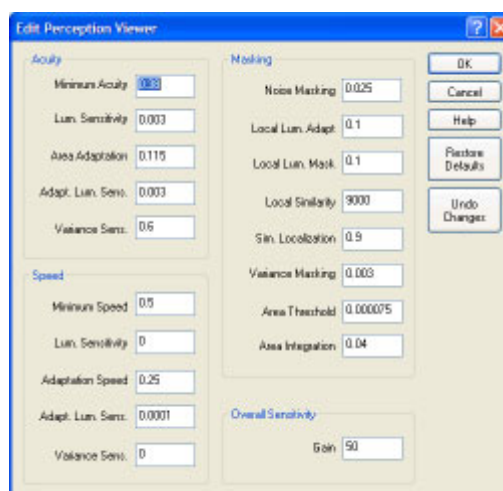 Edit Perception Viewer
Acuity
Minimum Acuity 0.33
Lum. Sensitivity 0.003
Area Adaptation 0.115
Adapt. Lum. Sens. 0.003
Variance Sens. 0.6
Speed
Minimum Speed 0.5
Lum. Sensitivity 0
Adaptation Speed 0.25
Adapt. Lum. Sens. 0.0001
Variance Sens. 0
Masking
Noise Masking 0.025
Local Lum. Adapt. 0.1
Local Lum. Mask. 0.1
Local Similarity 9000
Sim. Localization 0.9
Variance Masking 0.003
Area Threshold 0.000075
Area Integration 0.04
Overall Sensitivity
Gain 50
OK
Cancel
Help
Restore
Defaults
Undo
Changes